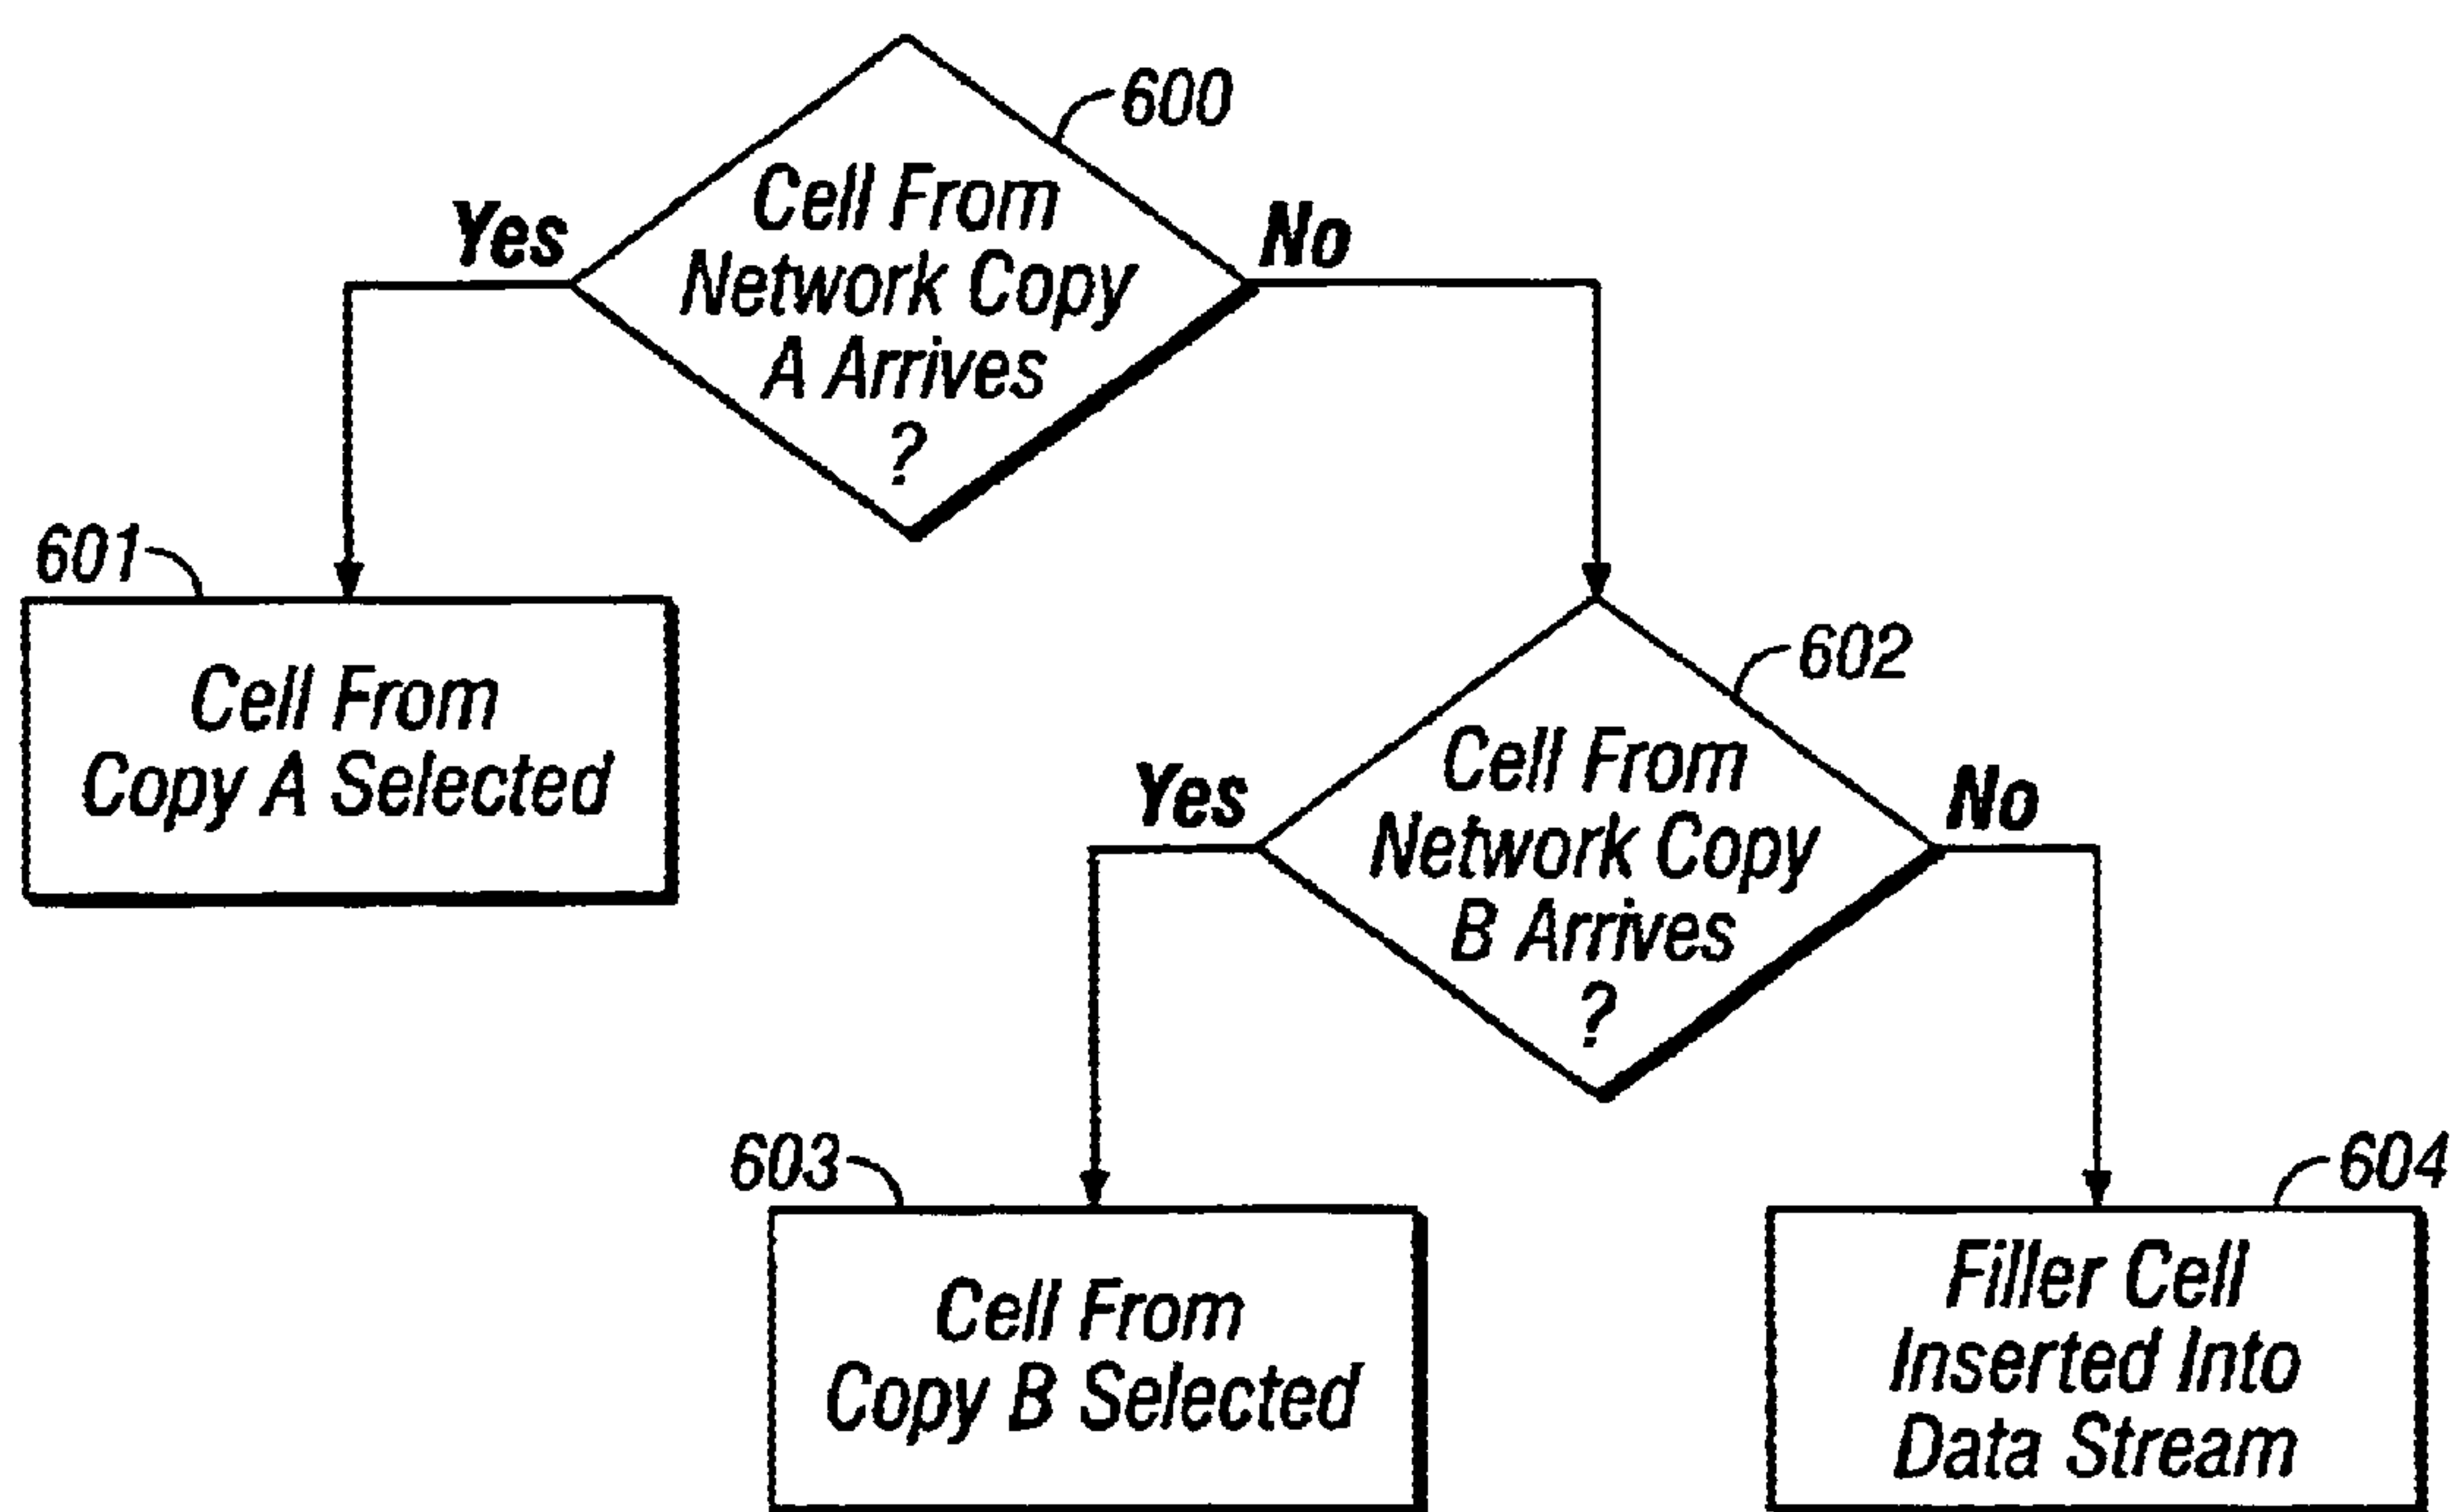 600
Cell From
Network Copy
A Arrives
?
Yes
No
601
Cell From
Copy A Selected
602
Cell From
Network Copy
B Arrives
?
Yes
No
603
Cell From
Copy B Selected
604
Filler Cell
Inserted Into
Data Stream